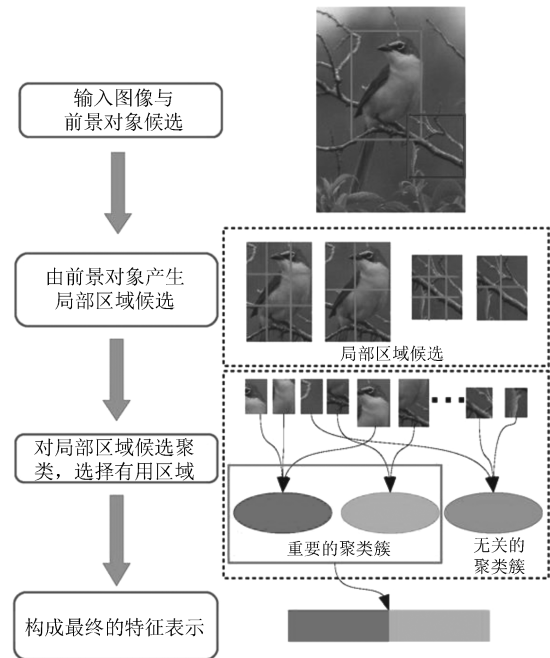 输入图像与
前景对象候选
由前景对象产生
局部区域候选
局部区域候选
对局部区域候选聚
类，选择有用区域
重要的聚类簇
无关的
聚类簇
构成最终的特征表示